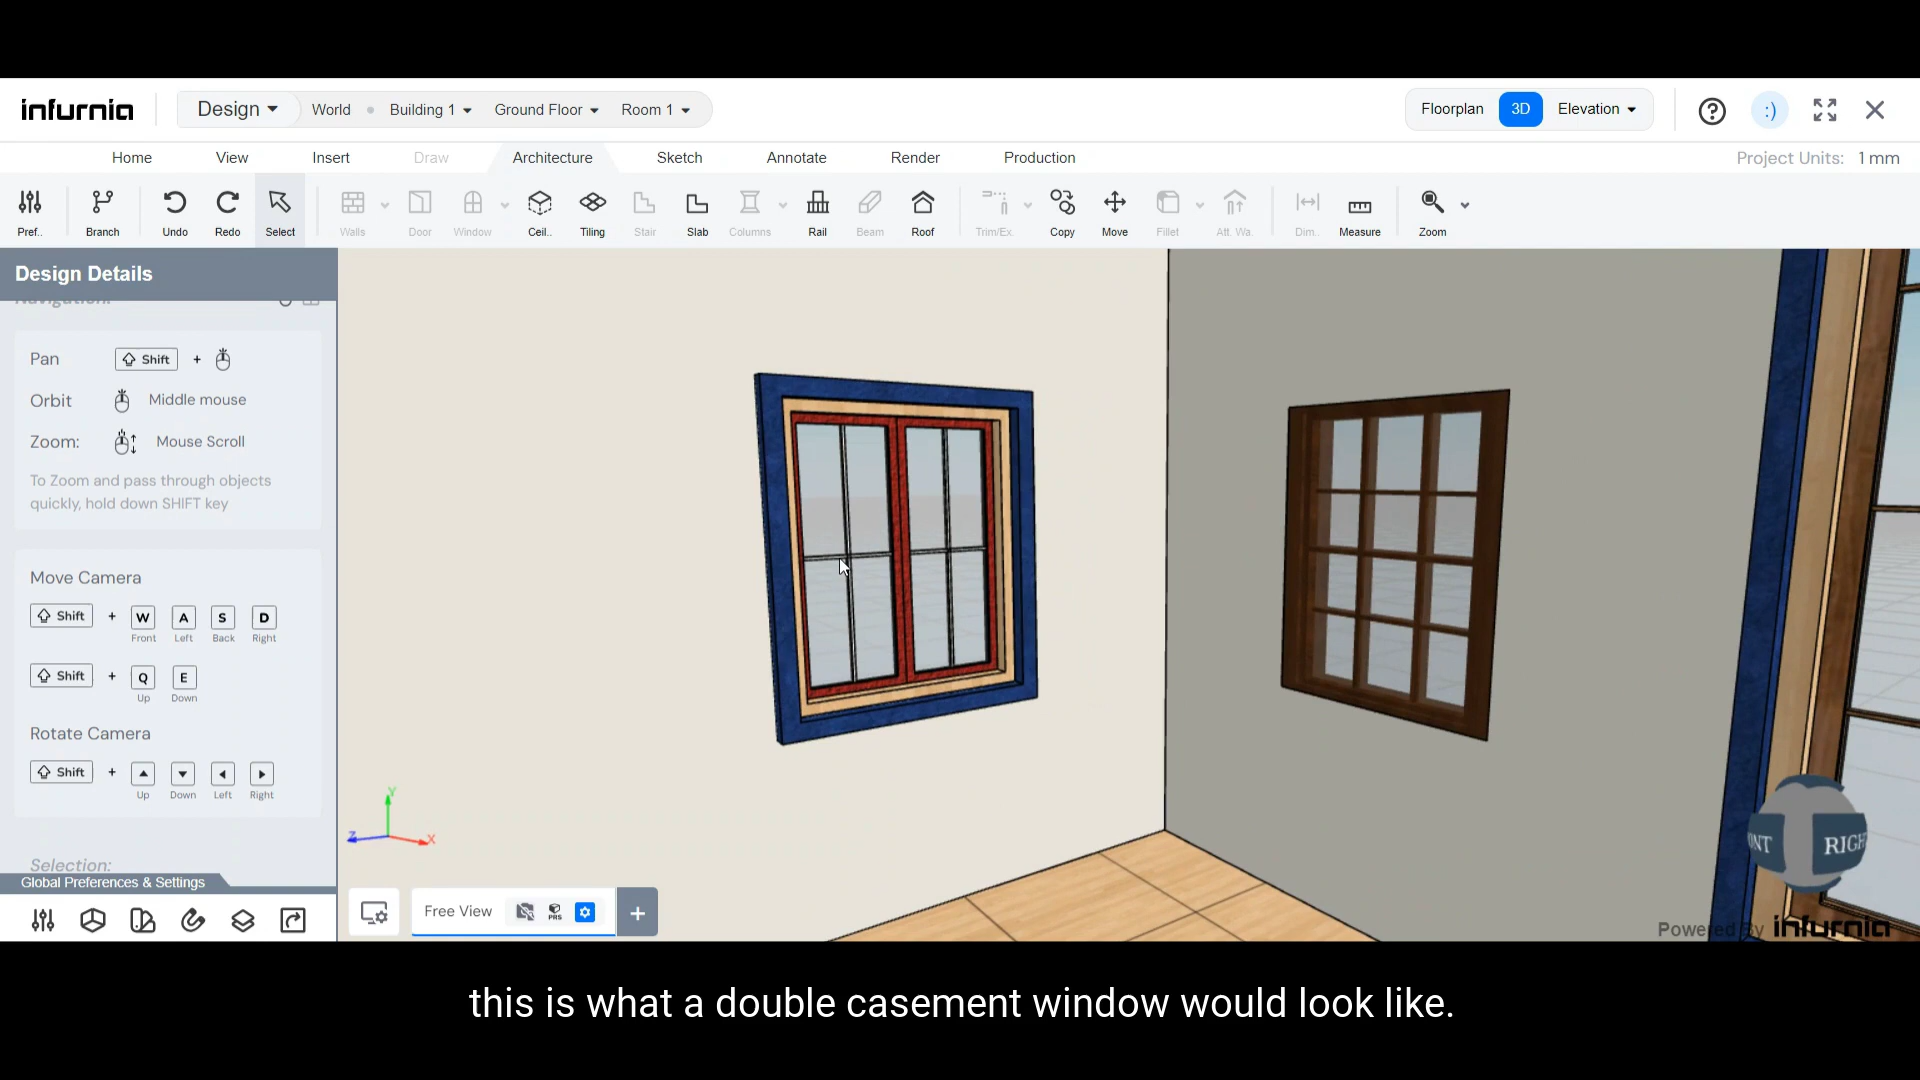 infurnia
Design World Building 1 Ground Floor Room 1
Floorplan 3D Elevation
:)
Home View Insert Draw Architecture Sketch Annotate Render Production
Project Units: 1 mm
Pref.. Branch Undo Redo Select Walls Door Window Ceil.. Tiling Stair Slab Columns Rail Beam Roof Trim/Ex. Copy Move Fillet Att. Wa. Dim.. Measure Zoom
Design Details
Navigation:
Pan Shift +
Orbit Middle mouse
Zoom: Mouse Scroll
To Zoom and pass through objects
quickly, hold down SHIFT key
Move Camera
Shift + W A S D
Front Left Back Right
Shift + Q E
Up Down
Rotate Camera
Shift +
Up Down Left Right
Selection:
Global Preferences & Settings
Y
Z X
Free View PRS +
NT RIGH
Powered By infurnia
this is what a double casement window would look like.